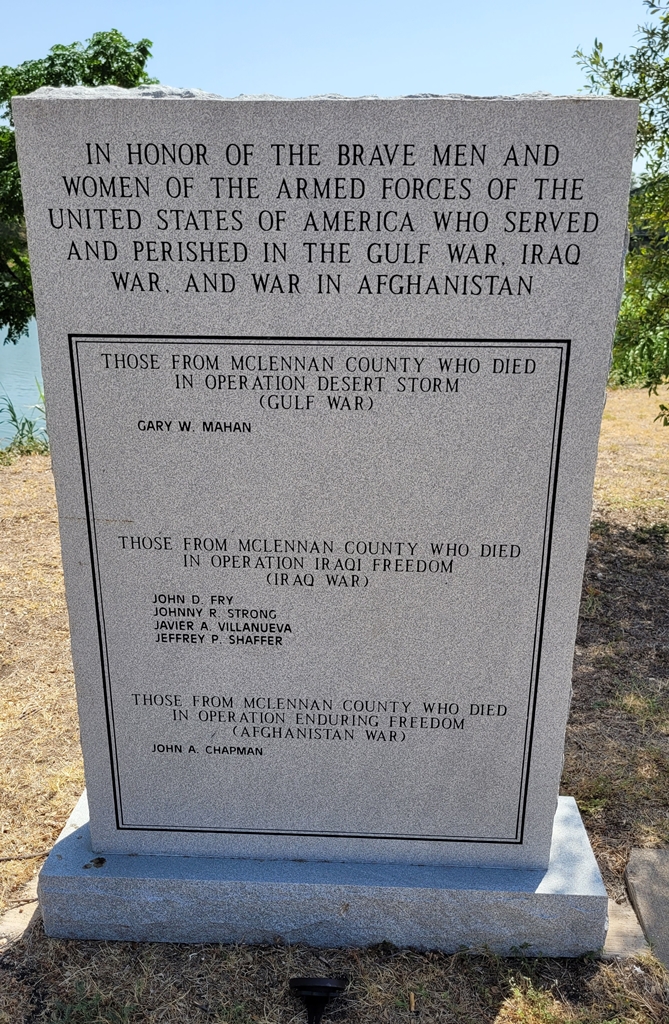 IN HONOR OF THE BRAVE MEN AND
WOMEN OF THE ARMED FORCES OF THE
UNITED STATES OF AMERICA WHO SERVED
AND PERISHED IN THE GULF WAR, IRAQ
WAR, AND WAR IN AFGHANISTAN
THOSE FROM MCLENNAN COUNTY WHO DIED
IN OPERATION DESERT STORM
(GULF WAR)
GARY W. MAHAN
THOSE FROM MCLENNAN COUNTY WHO DIED
IN OPERATION IRAQI FREEDOM
(IRAQ WAR)
JOHN D. FRY
JOHNNY R. STRONG
JAVIER A. VILLANUEVA
JEFFREY P. SHAFFER
THOSE FROM MCLENNAN COUNTY WHO DIED
IN OPERATION ENDURING FREEDOM
(AFGHANISTAN WAR)
JOHN A. CHAPMAN